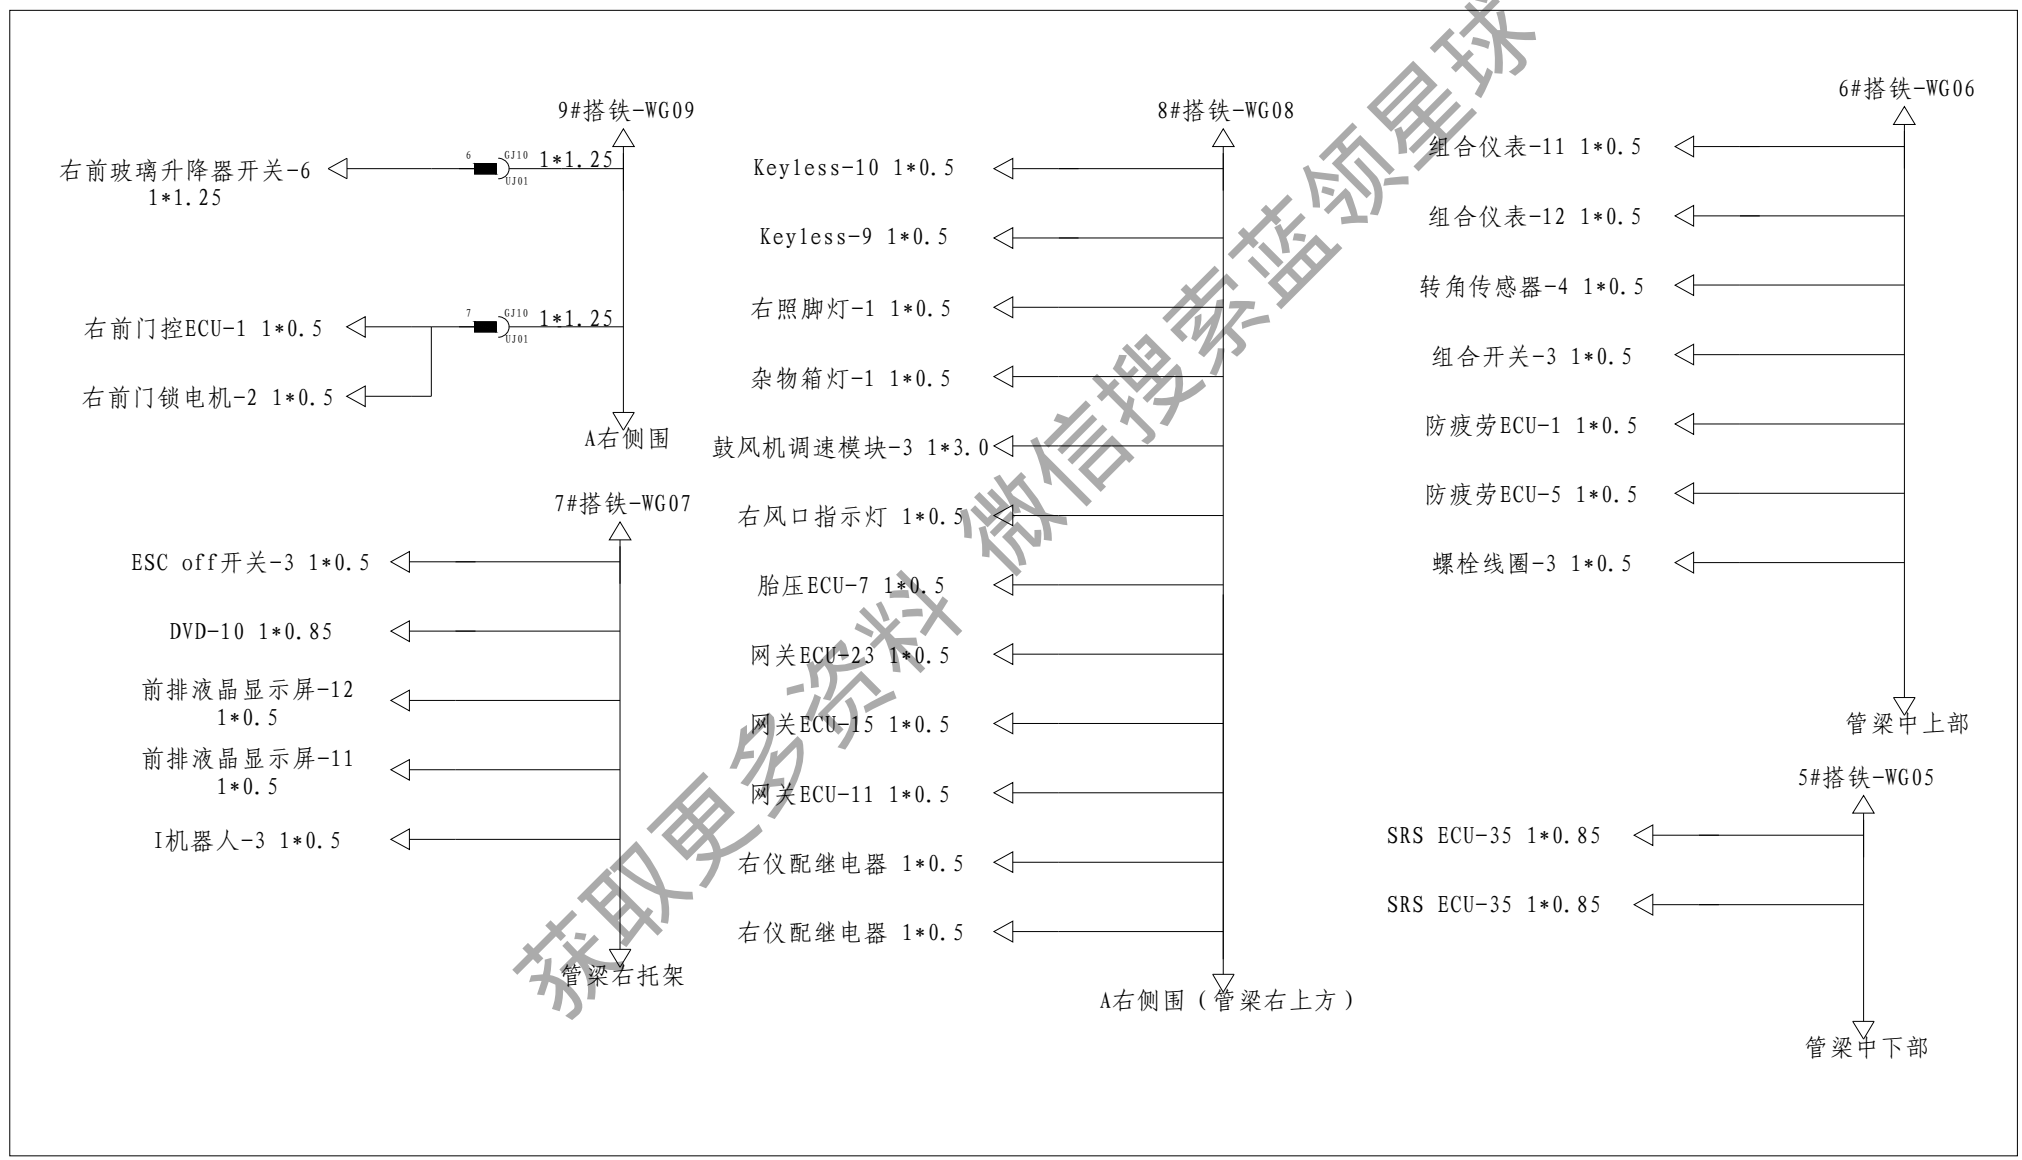 9#搭铁-WG09
右前玻璃升降器开关-6
1*1.25
6
GJ10
UJ01
1*1.25
右前门控ECU-1 1*0.5
7
GJ10
UJ01
1*1.25
右前门锁电机-2 1*0.5
A右侧围
7#搭铁-WG07
ESC off开关-3 1*0.5
DVD-10 1*0.85
前排液晶显示屏-12
1*0.5
前排液晶显示屏-11
1*0.5
I机器人-3 1*0.5
管梁右托架
8#搭铁-WG08
Keyless-10 1*0.5
Keyless-9 1*0.5
右照脚灯-1 1*0.5
杂物箱灯-1 1*0.5
鼓风机调速模块-3 1*3.0
右风口指示灯 1*0.5
胎压ECU-7 1*0.5
网关ECU-23 1*0.5
网关ECU-15 1*0.5
网关ECU-11 1*0.5
右仪配继电器 1*0.5
右仪配继电器 1*0.5
A右侧围（管梁右上方）
6#搭铁-WG06
组合仪表-11 1*0.5
组合仪表-12 1*0.5
转角传感器-4 1*0.5
组合开关-3 1*0.5
防疲劳ECU-1 1*0.5
防疲劳ECU-5 1*0.5
螺栓线圈-3 1*0.5
管梁中上部
5#搭铁-WG05
SRS ECU-35 1*0.85
SRS ECU-35 1*0.85
管梁中下部
获取更多资料 微信搜索蓝领星球